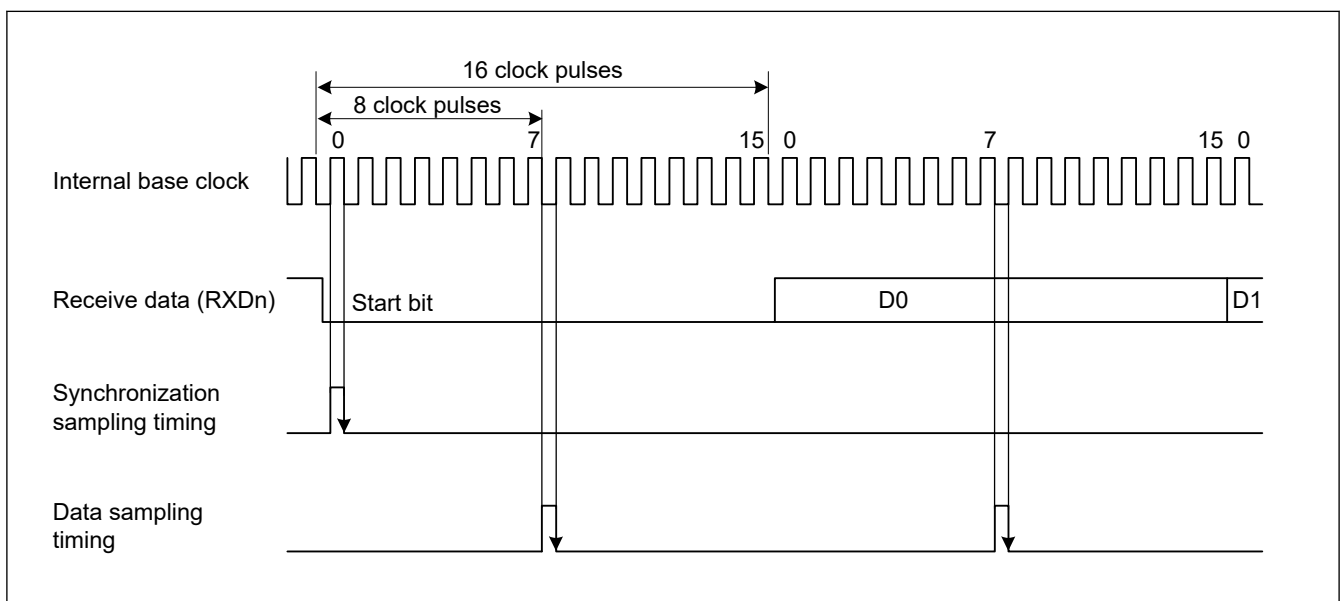 16 clock pulses
8 clock pulses
0 7 15 0 7 15 0
Internal base clock
Receive data (RXDn)
Start bit
D0
D1
Synchronization
sampling timing
Data sampling
timing